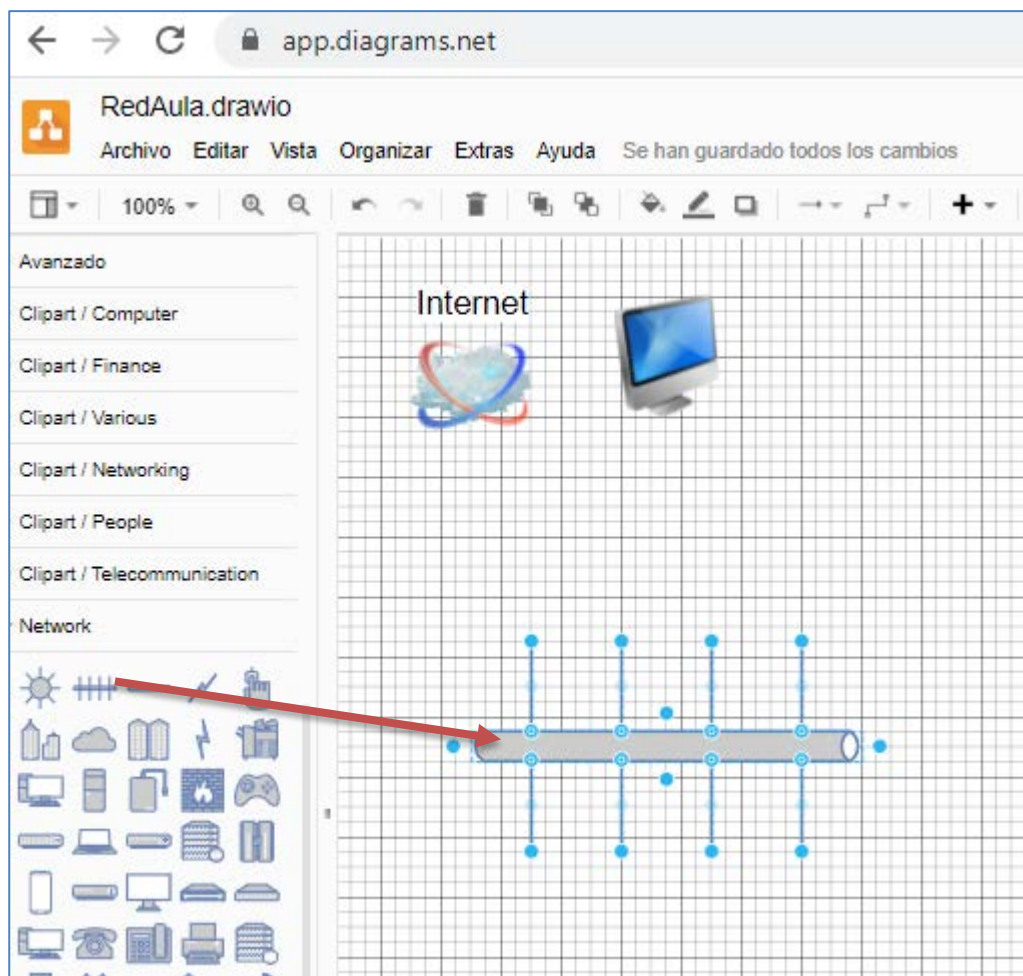 app.diagrams.net
RedAula.drawio
Archivo Editar Vista Organizar Extras Ayuda Se han guardado todos los cambios
100%
Avanzado
Clipart / Computer
Clipart / Finance
Clipart / Various
Clipart / Networking
Clipart / People
Clipart / Telecommunication
Network
Internet